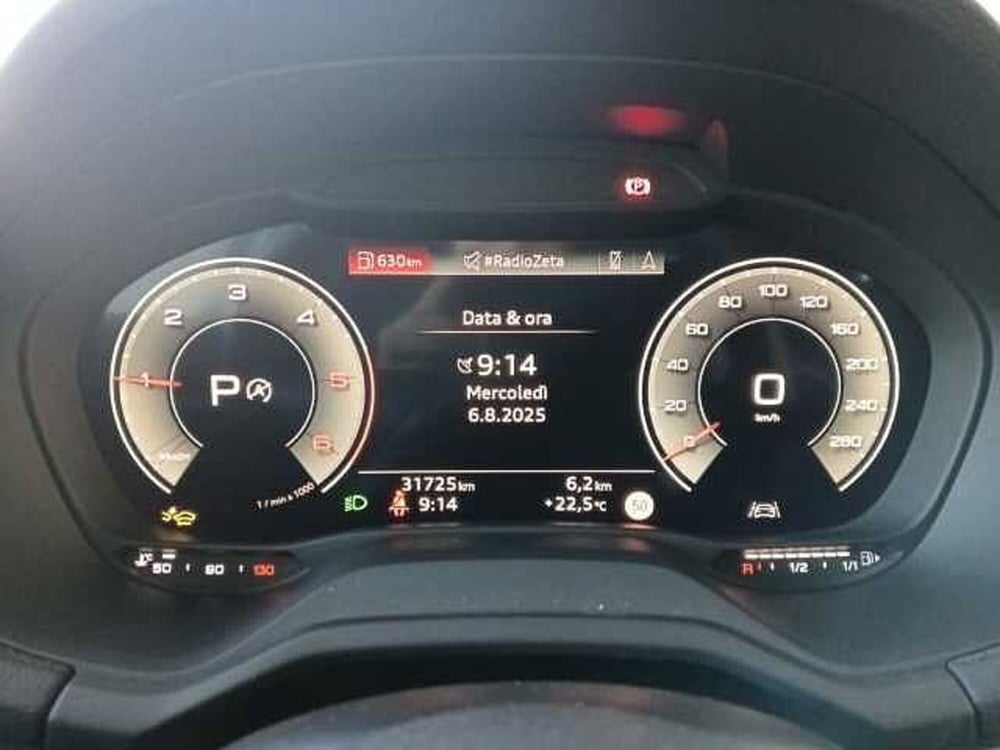 P
630km
#RadioZeta
Data & ora
9:14
Mercoledì
6.8.2025
31725km
6,2km
9:14
+22,5°C
50
1
2
3
4
5
6
1 / min x 1000
P
0
20
40
60
80
100
120
160
200
240
280
0
km/h
°C
50
90
130
R
1/2
1/1